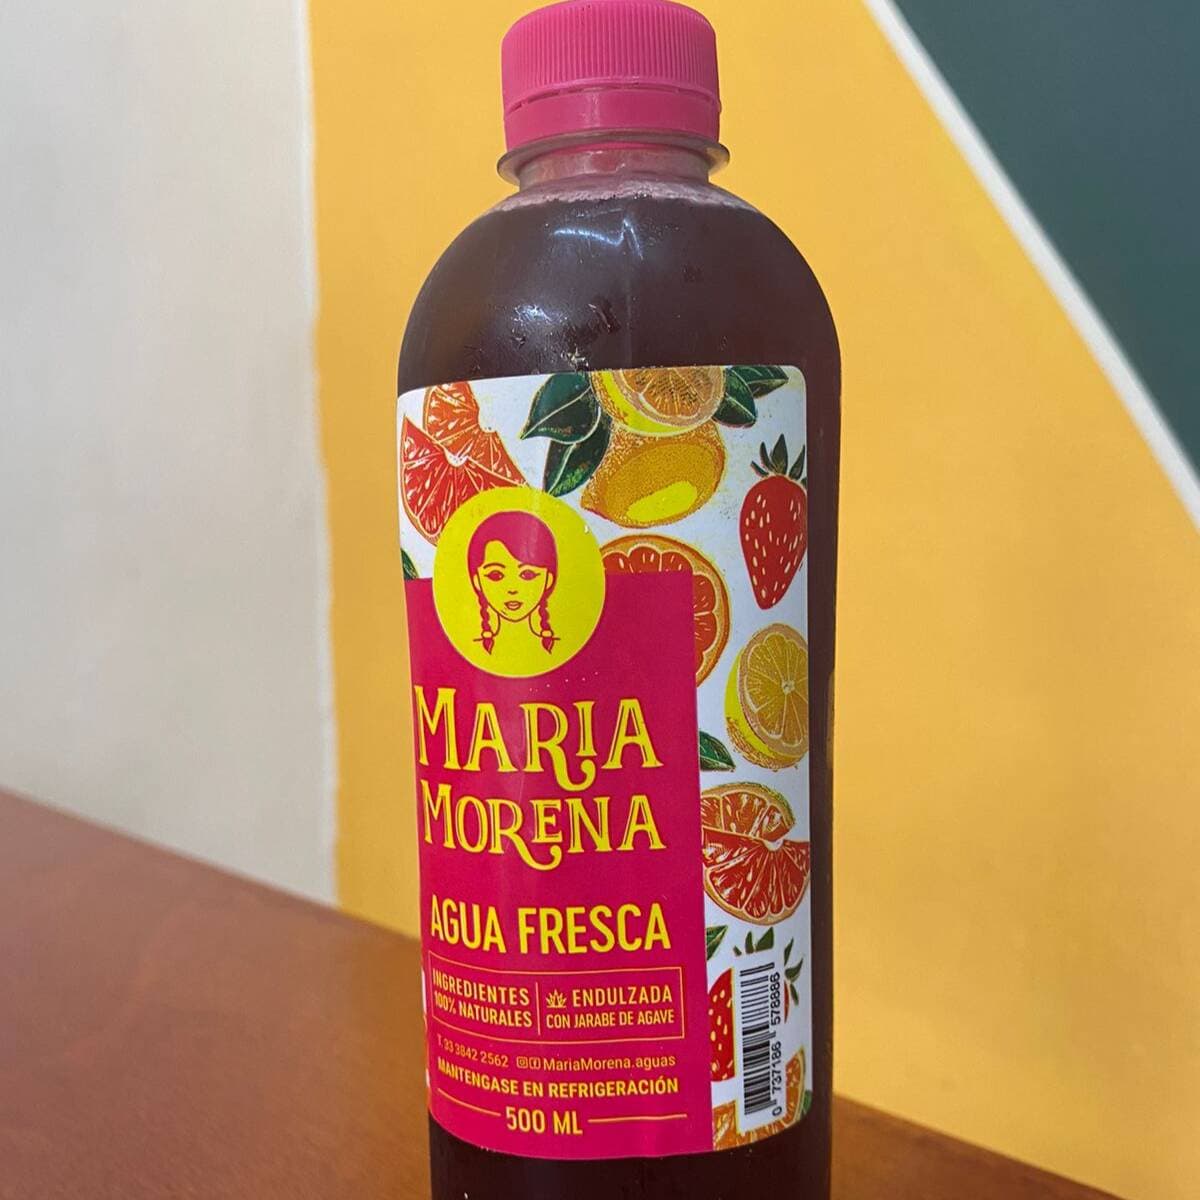 MARIA
MORENA
AGUA FRESCA
INGREDIENTES
100% NATURALES
ENDULZADA
CON JARABE DE AGAVE
T. 33 3842 2562 MariaMorena.aguas
MANTENGASE EN REFRIGERACIÓN
500 ML
0 737186 578886